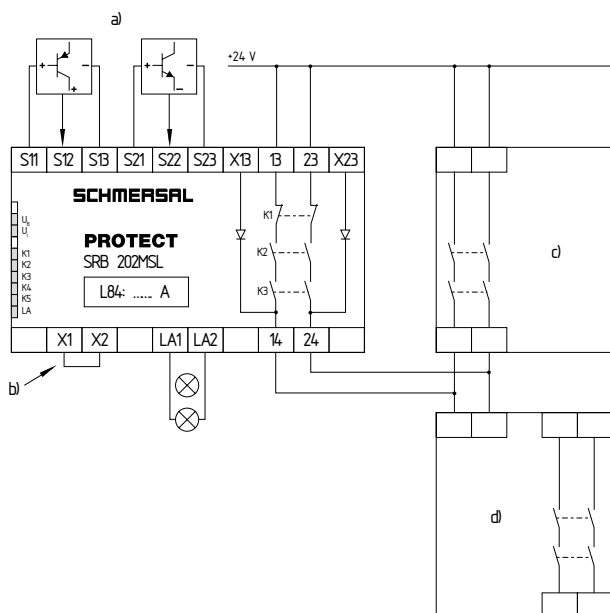 a)
+ - +
+ - -
+24 V
S11 S12 S13 S21 S22 S23 X13 13 23 X23
SCHMERSAL
PROTECT
SRB 202MSL
L84: ...... A
UB
Ui
K1
K2
K3
K4
K5
LA
K1
K2
K3
X1 X2 LA1 LA2 14 24
b)
c)
d)